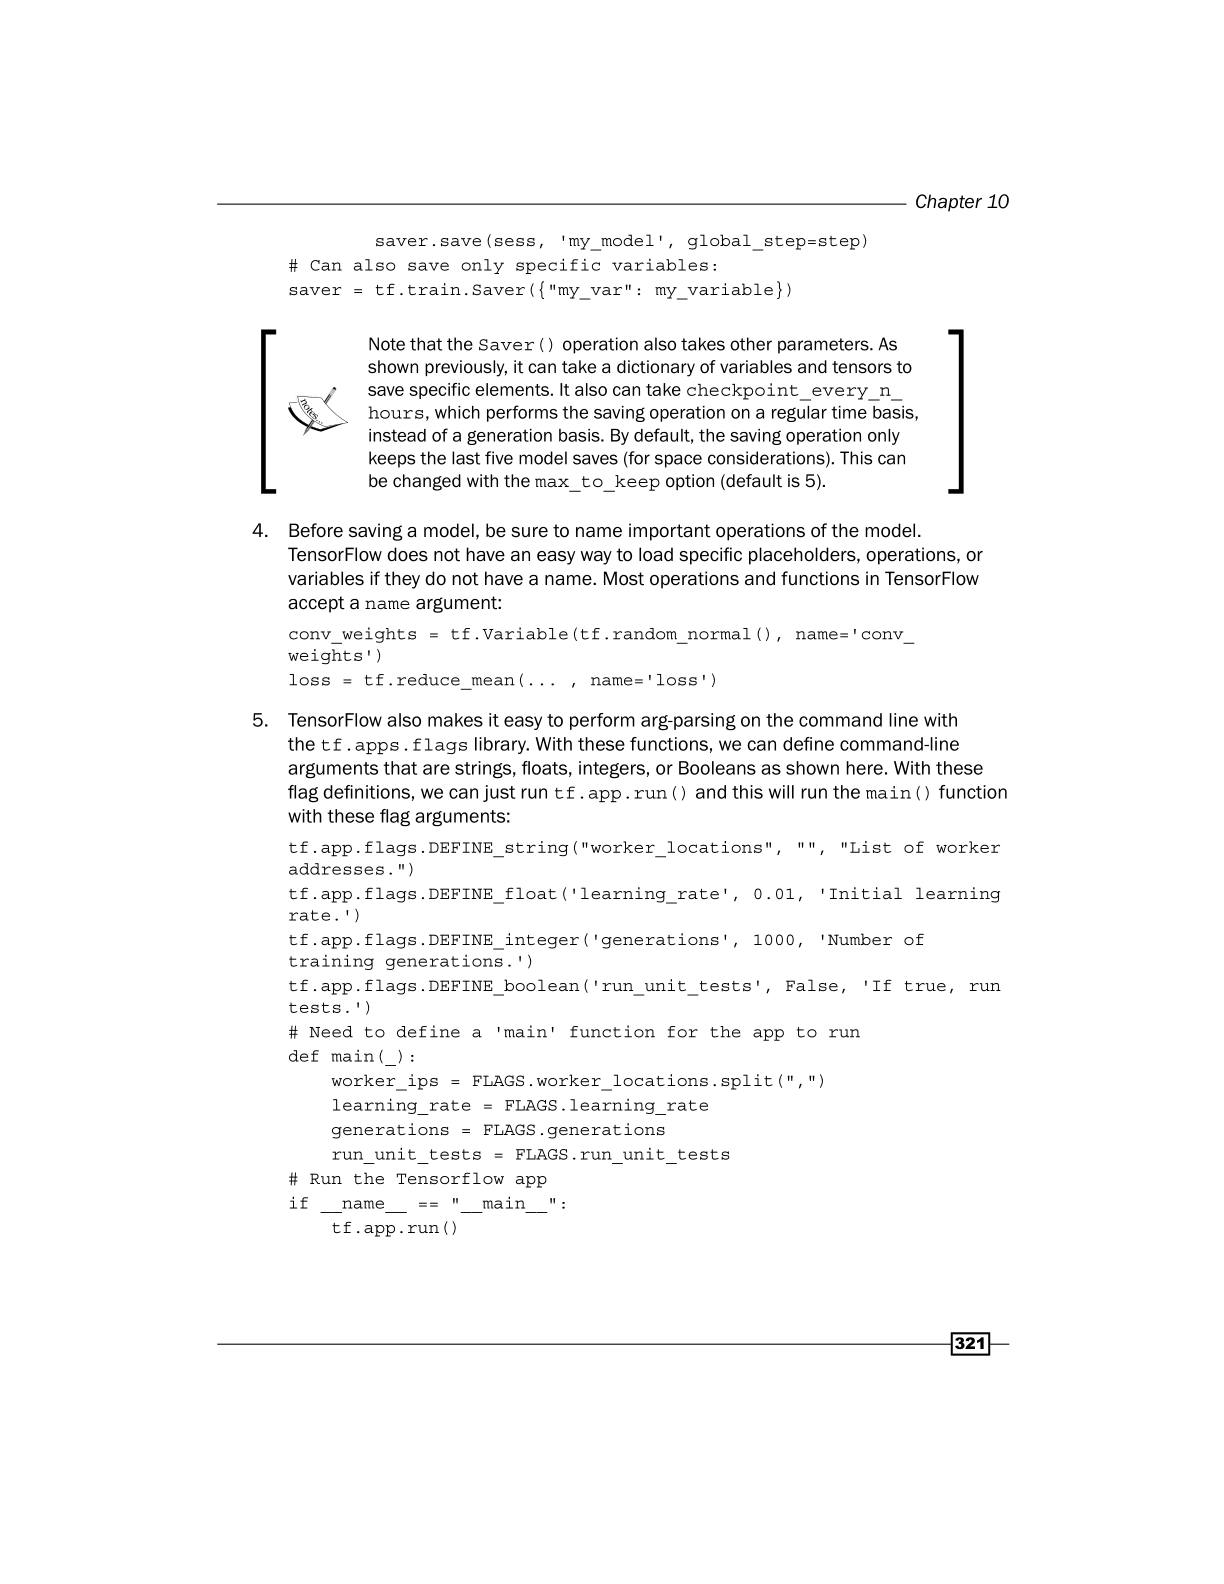 Chapter 10
saver.save(sess, 'my_model', global_step=step)
# Can also save only specific variables:
saver = tf.train.Saver({"my_var": my_variable})
Note that the Saver() operation also takes other parameters. As
shown previously, it can take a dictionary of variables and tensors to
save specific elements. It also can take checkpoint_every_n_
hours, which performs the saving operation on a regular time basis,
instead of a generation basis. By default, the saving operation only
keeps the last five model saves (for space considerations). This can
be changed with the max_to_keep option (default is 5).
notes
4. Before saving a model, be sure to name important operations of the model.
TensorFlow does not have an easy way to load specific placeholders, operations, or
variables if they do not have a name. Most operations and functions in TensorFlow
accept a name argument:
conv_weights = tf.Variable(tf.random_normal(), name='conv_
weights')
loss = tf.reduce_mean(... , name='loss')
5. TensorFlow also makes it easy to perform arg-parsing on the command line with
the tf.apps.flags library. With these functions, we can define command-line
arguments that are strings, floats, integers, or Booleans as shown here. With these
flag definitions, we can just run tf.app.run() and this will run the main() function
with these flag arguments:
tf.app.flags.DEFINE_string("worker_locations", "", "List of worker
addresses.")
tf.app.flags.DEFINE_float('learning_rate', 0.01, 'Initial learning
rate.')
tf.app.flags.DEFINE_integer('generations', 1000, 'Number of
training generations.')
tf.app.flags.DEFINE_boolean('run_unit_tests', False, 'If true, run
tests.')
# Need to define a 'main' function for the app to run
def main(_):
    worker_ips = FLAGS.worker_locations.split(",")
    learning_rate = FLAGS.learning_rate
    generations = FLAGS.generations
    run_unit_tests = FLAGS.run_unit_tests
# Run the Tensorflow app
if __name__ == "__main__":
    tf.app.run()
321